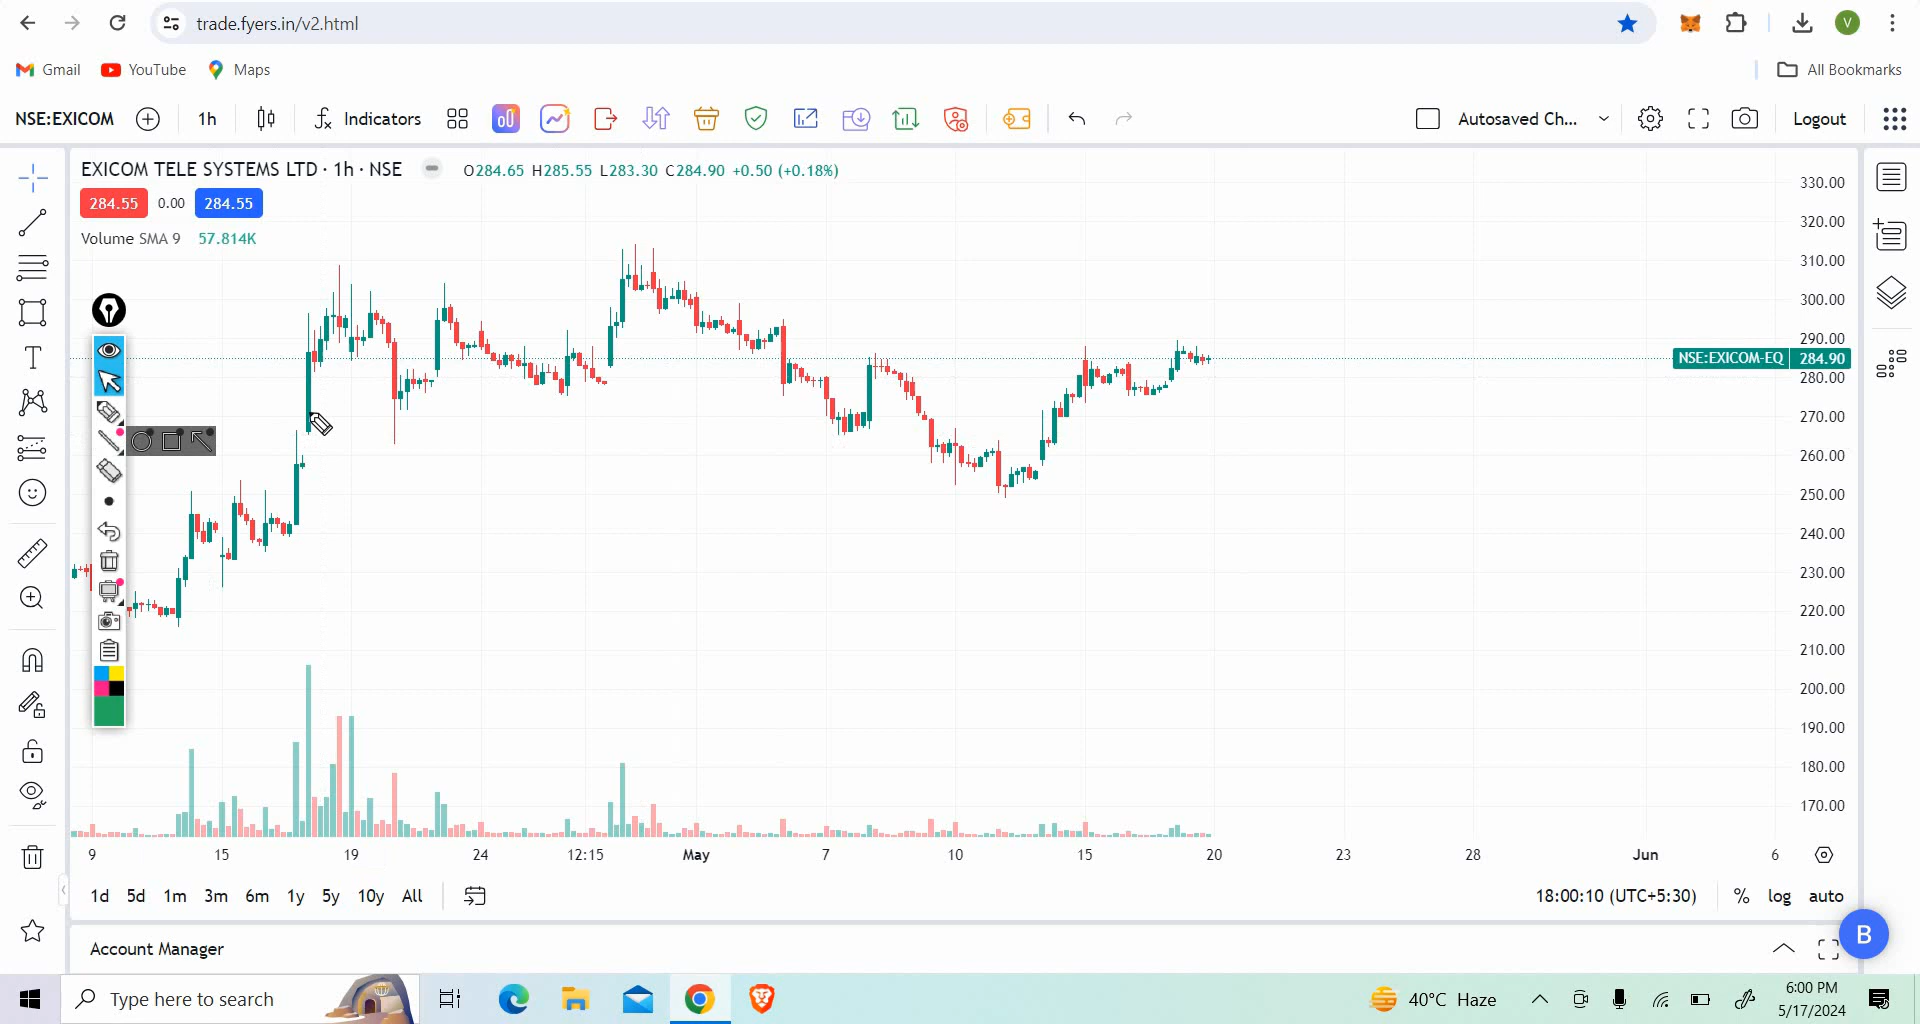 trade.fyers.in/v2.html
V
Gmail YouTube Maps
All Bookmarks
NSE:EXICOM 1h Indicators
Autosaved Ch... Logout
EXICOM TELE SYSTEMS LTD · 1h · NSE
O284.65 H285.55 L283.30 C284.90 +0.50 (+0.18%)
284.55 0.00 284.55
Volume SMA 9 57.814K
330.00
320.00
310.00
300.00
290.00
NSE:EXICOM-EQ 284.90
280.00
270.00
260.00
250.00
240.00
230.00
220.00
210.00
200.00
190.00
180.00
170.00
9 15 19 24 12:15 May 7 10 15 20 23 28 Jun 6
1d 5d 1m 3m 6m 1y 5y 10y All
18:00:10 (UTC+5:30) % log auto
Account Manager
B
Type here to search
40°C Haze
6:00 PM
5/17/2024